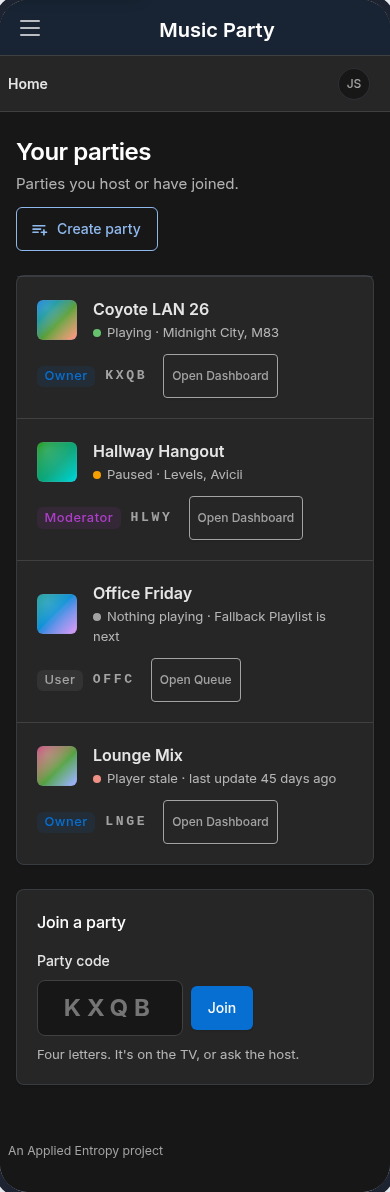 Music Party
Home
JS
Your parties
Parties you host or have joined.
Create party
Coyote LAN 26
Playing · Midnight City, M83
Owner KXQB Open Dashboard
Hallway Hangout
Paused · Levels, Avicii
Moderator HLWY Open Dashboard
Office Friday
Nothing playing · Fallback Playlist is
next
User OFFC Open Queue
Lounge Mix
Player stale · last update 45 days ago
Owner LNGE Open Dashboard
Join a party
Party code
KXQB Join
Four letters. It's on the TV, or ask the host.
An Applied Entropy project